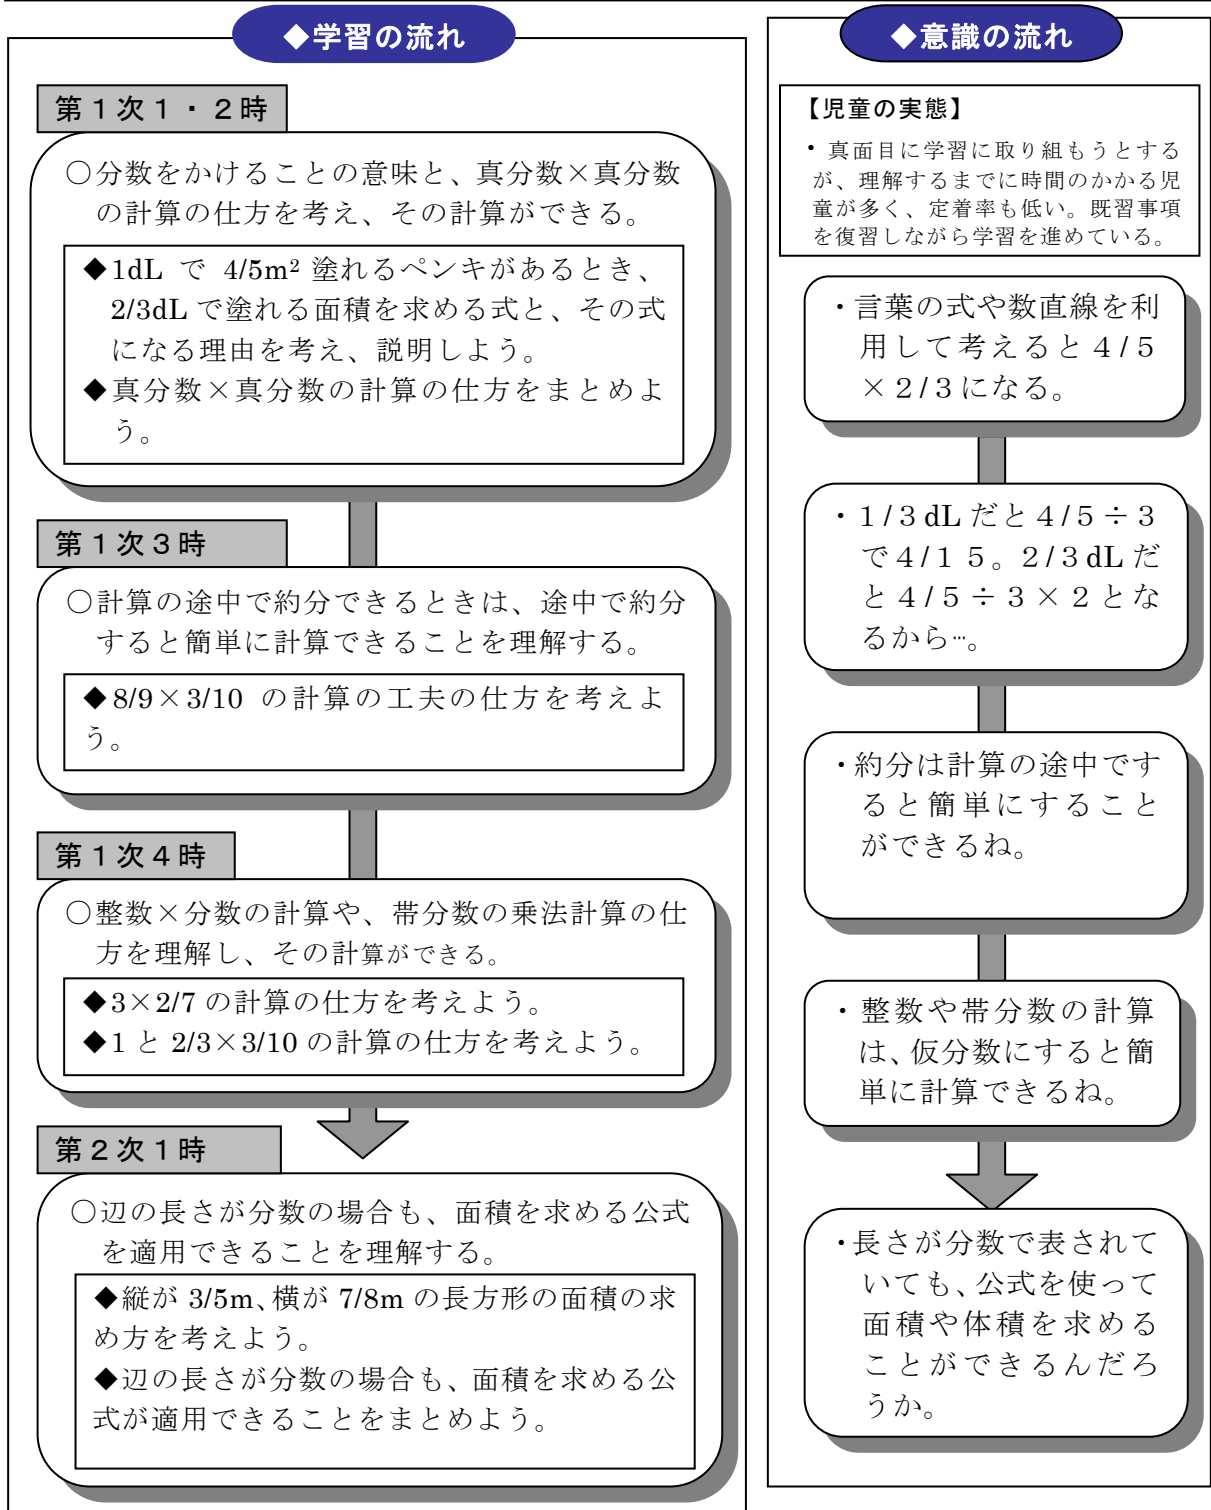 ◆学習の流れ
第１次１・２時
○分数をかけることの意味と、真分数×真分数
の計算の仕方を考え、その計算ができる。
◆1dL で 4/5m² 塗れるペンキがあるとき、
2/3dL で塗れる面積を求める式と、その式
になる理由を考え、説明しよう。
◆真分数×真分数の計算の仕方をまとめよ
う。
第１次３時
○計算の途中で約分できるときは、途中で約分
すると簡単に計算できることを理解する。
◆8/9×3/10 の計算の工夫の仕方を考えよ
う。
第１次４時
○整数×分数の計算や、帯分数の乗法計算の仕
方を理解し、その計算ができる。
◆3×2/7 の計算の仕方を考えよう。
◆1 と 2/3×3/10 の計算の仕方を考えよう。
第２次１時
○辺の長さが分数の場合も、面積を求める公式
を適用できることを理解する。
◆縦が 3/5m、横が 7/8m の長方形の面積の求
め方を考えよう。
◆辺の長さが分数の場合も、面積を求める公
式が適用できることをまとめよう。
◆意識の流れ
【児童の実態】
・真面目に学習に取り組もうとする
が、理解するまでに時間のかかる児
童が多く、定着率も低い。既習事項
を復習しながら学習を進めている。
・言葉の式や数直線を利
用して考えると４/５
×２/３になる。
・１/３dL だと４/５÷３
で４/１５。２/３dL だ
と４/５÷３×２とな
るから…。
・約分は計算の途中です
ると簡単にすること
ができるね。
・整数や帯分数の計算
は、仮分数にすると簡
単に計算できるね。
・長さが分数で表されて
いても、公式を使って
面積や体積を求める
ことができるんだろ
うか。